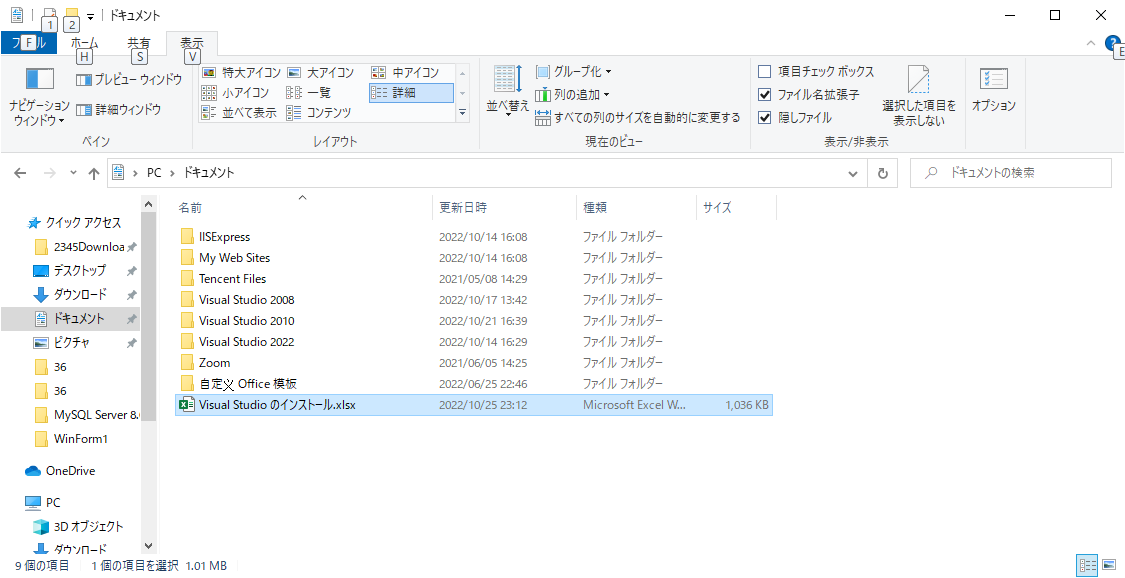 1 2 ドキュメント
ファイル F ホーム H 共有 S 表示 V
E
ナビゲーション ウィンドウ
プレビュー ウィンドウ
詳細ウィンドウ
ペイン
特大アイコン 大アイコン 中アイコン
小アイコン 一覧 詳細
並べて表示 コンテンツ
レイアウト
並べ替え
グループ化
列の追加
すべての列のサイズを自動的に変更する
現在のビュー
項目チェック ボックス
ファイル名拡張子
隠しファイル
選択した項目を
表示しない
表示/非表示
オプション
PC ドキュメント
ドキュメントの検索
クイック アクセス
2345Downloa
デスクトップ
ダウンロード
ドキュメント
ピクチャ
36
36
MySQL Server 8.
WinForm1
OneDrive
PC
3D オブジェクト
ダウンロード
名前 更新日時 種類 サイズ
IISExpress 2022/10/14 16:08 ファイル フォルダー
My Web Sites 2022/10/14 16:08 ファイル フォルダー
Tencent Files 2021/05/08 14:29 ファイル フォルダー
Visual Studio 2008 2022/10/17 13:42 ファイル フォルダー
Visual Studio 2010 2022/10/21 16:39 ファイル フォルダー
Visual Studio 2022 2022/10/14 16:29 ファイル フォルダー
Zoom 2021/06/05 14:25 ファイル フォルダー
自定义 Office 模板 2022/06/25 22:46 ファイル フォルダー
Visual Studio のインストール.xlsx 2022/10/25 23:12 Microsoft Excel W... 1,036 KB
9 個の項目 1 個の項目を選択 1.01 MB